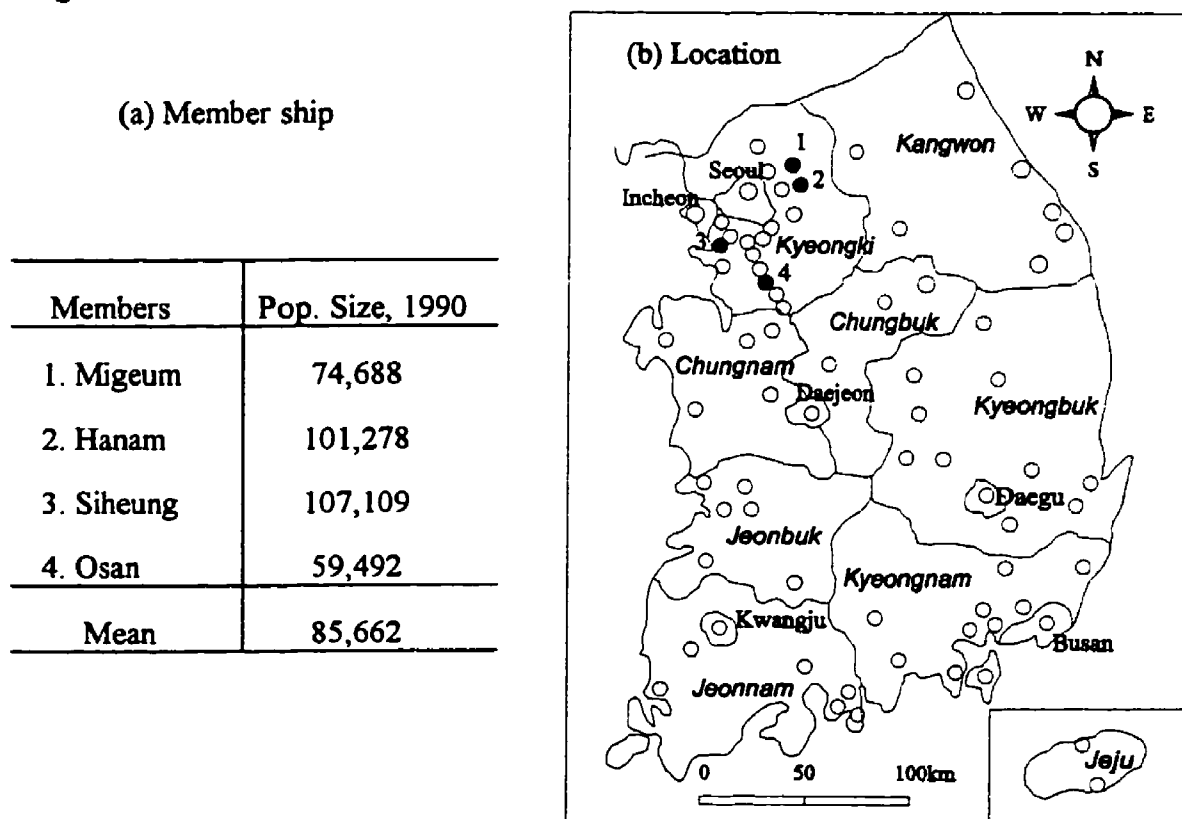 (a) Member ship
Members Pop. Size, 1990
1. Migeum 74,688
2. Hanam 101,278
3. Siheung 107,109
4. Osan 59,492
Mean 85,662
(b) Location
N
W E
S
Kangwon
1
Seoul
2
Incheon
3
Kyeongki
4
Chungbuk
Chungnam
Daejeon
Kyeongbuk
Daegu
Jeonbuk
Kyeongnam
Kwangju
Busan
Jeonnam
Jeju
0 50 100km